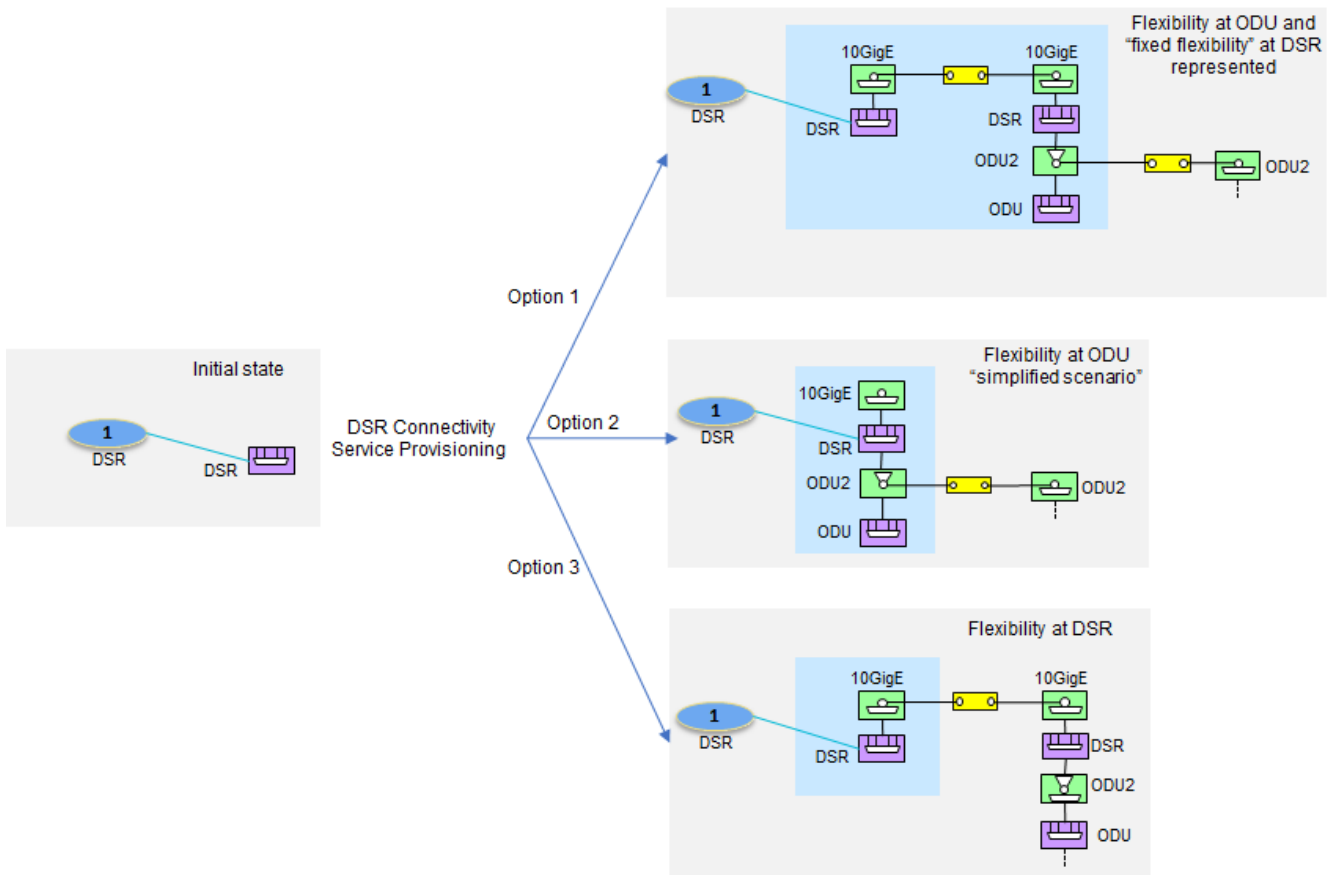 Flexibility at ODU and
“fixed flexibility” at DSR
represented
10GigE
10GigE
1
DSR
DSR
DSR
ODU2
ODU2
ODU
Option 1
Initial state
1
DSR
DSR
DSR Connectivity
Service Provisioning
Option 2
Flexibility at ODU
“simplified scenario”
10GigE
1
DSR
DSR
ODU2
ODU2
ODU
Option 3
Flexibility at DSR
10GigE
10GigE
1
DSR
DSR
DSR
ODU2
ODU